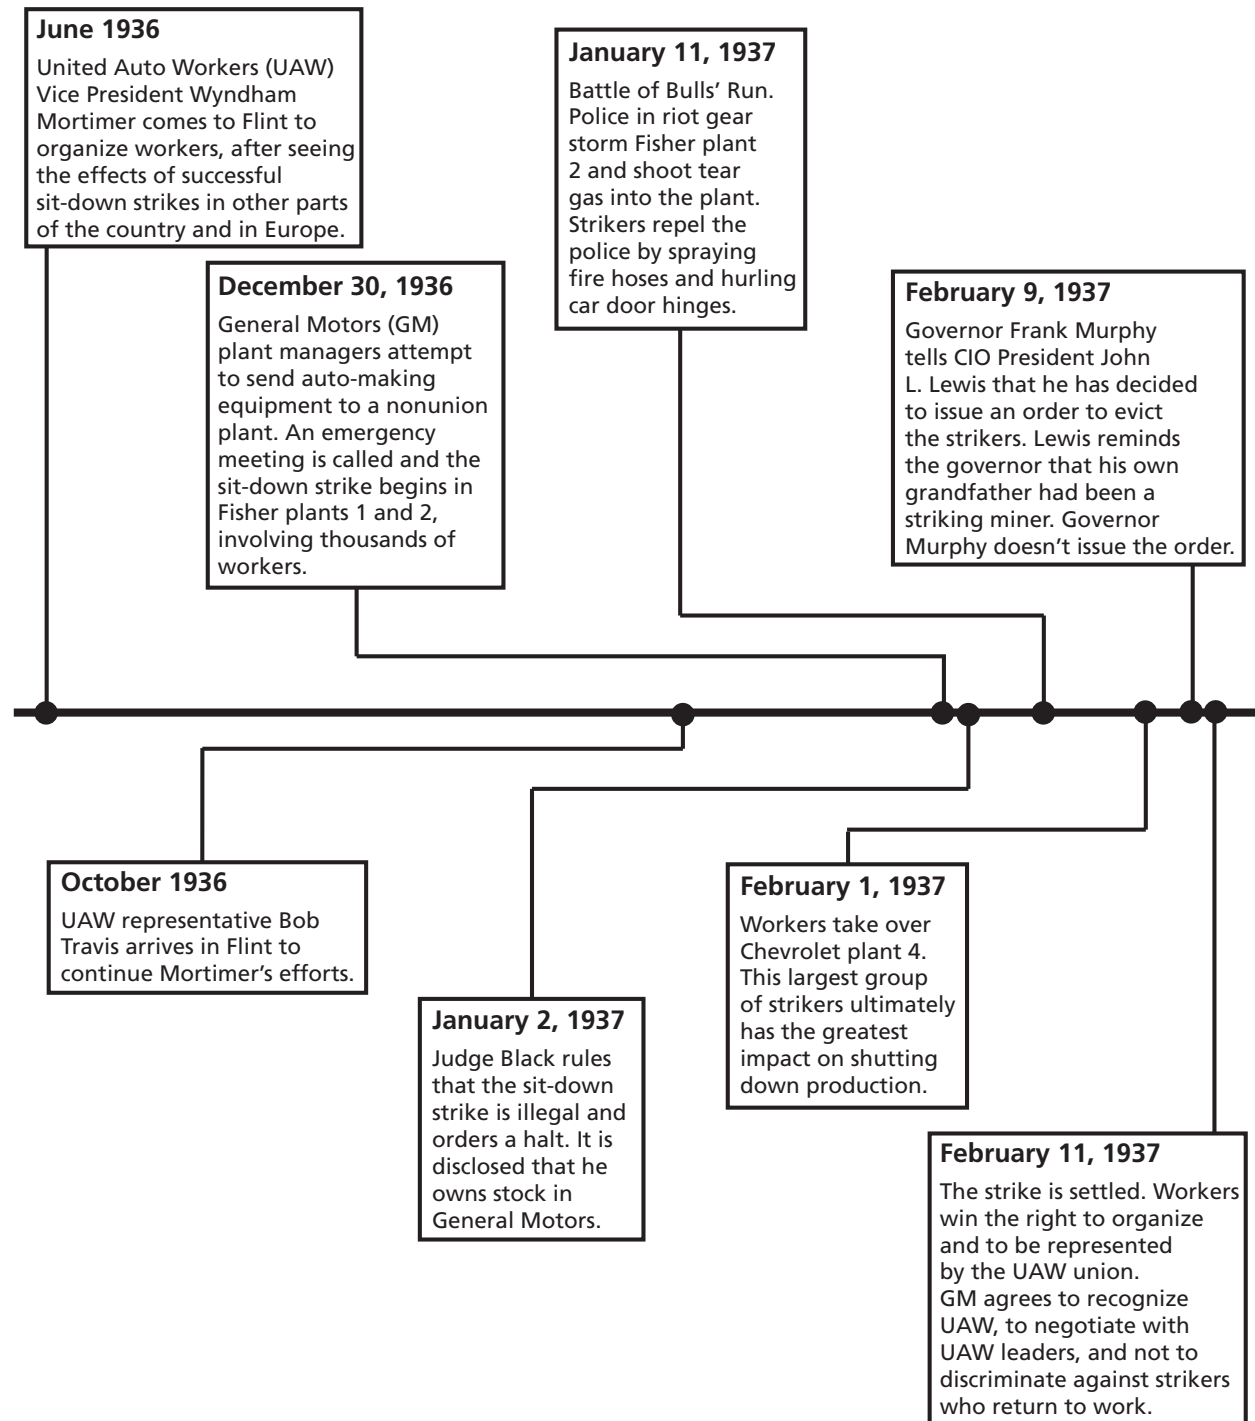 June 1936
United Auto Workers (UAW)
Vice President Wyndham
Mortimer comes to Flint to
organize workers, after seeing
the effects of successful
sit-down strikes in other parts
of the country and in Europe.
December 30, 1936
General Motors (GM)
plant managers attempt
to send auto-making
equipment to a nonunion
plant. An emergency
meeting is called and the
sit-down strike begins in
Fisher plants 1 and 2,
involving thousands of
workers.
January 11, 1937
Battle of Bulls’ Run.
Police in riot gear
storm Fisher plant
2 and shoot tear
gas into the plant.
Strikers repel the
police by spraying
fire hoses and hurling
car door hinges.
February 9, 1937
Governor Frank Murphy
tells CIO President John
L. Lewis that he has decided
to issue an order to evict
the strikers. Lewis reminds
the governor that his own
grandfather had been a
striking miner. Governor
Murphy doesn’t issue the order.
October 1936
UAW representative Bob
Travis arrives in Flint to
continue Mortimer’s efforts.
January 2, 1937
Judge Black rules
that the sit-down
strike is illegal and
orders a halt. It is
disclosed that he
owns stock in
General Motors.
February 1, 1937
Workers take over
Chevrolet plant 4.
This largest group
of strikers ultimately
has the greatest
impact on shutting
down production.
February 11, 1937
The strike is settled. Workers
win the right to organize
and to be represented
by the UAW union.
GM agrees to recognize
UAW, to negotiate with
UAW leaders, and not to
discriminate against strikers
who return to work.